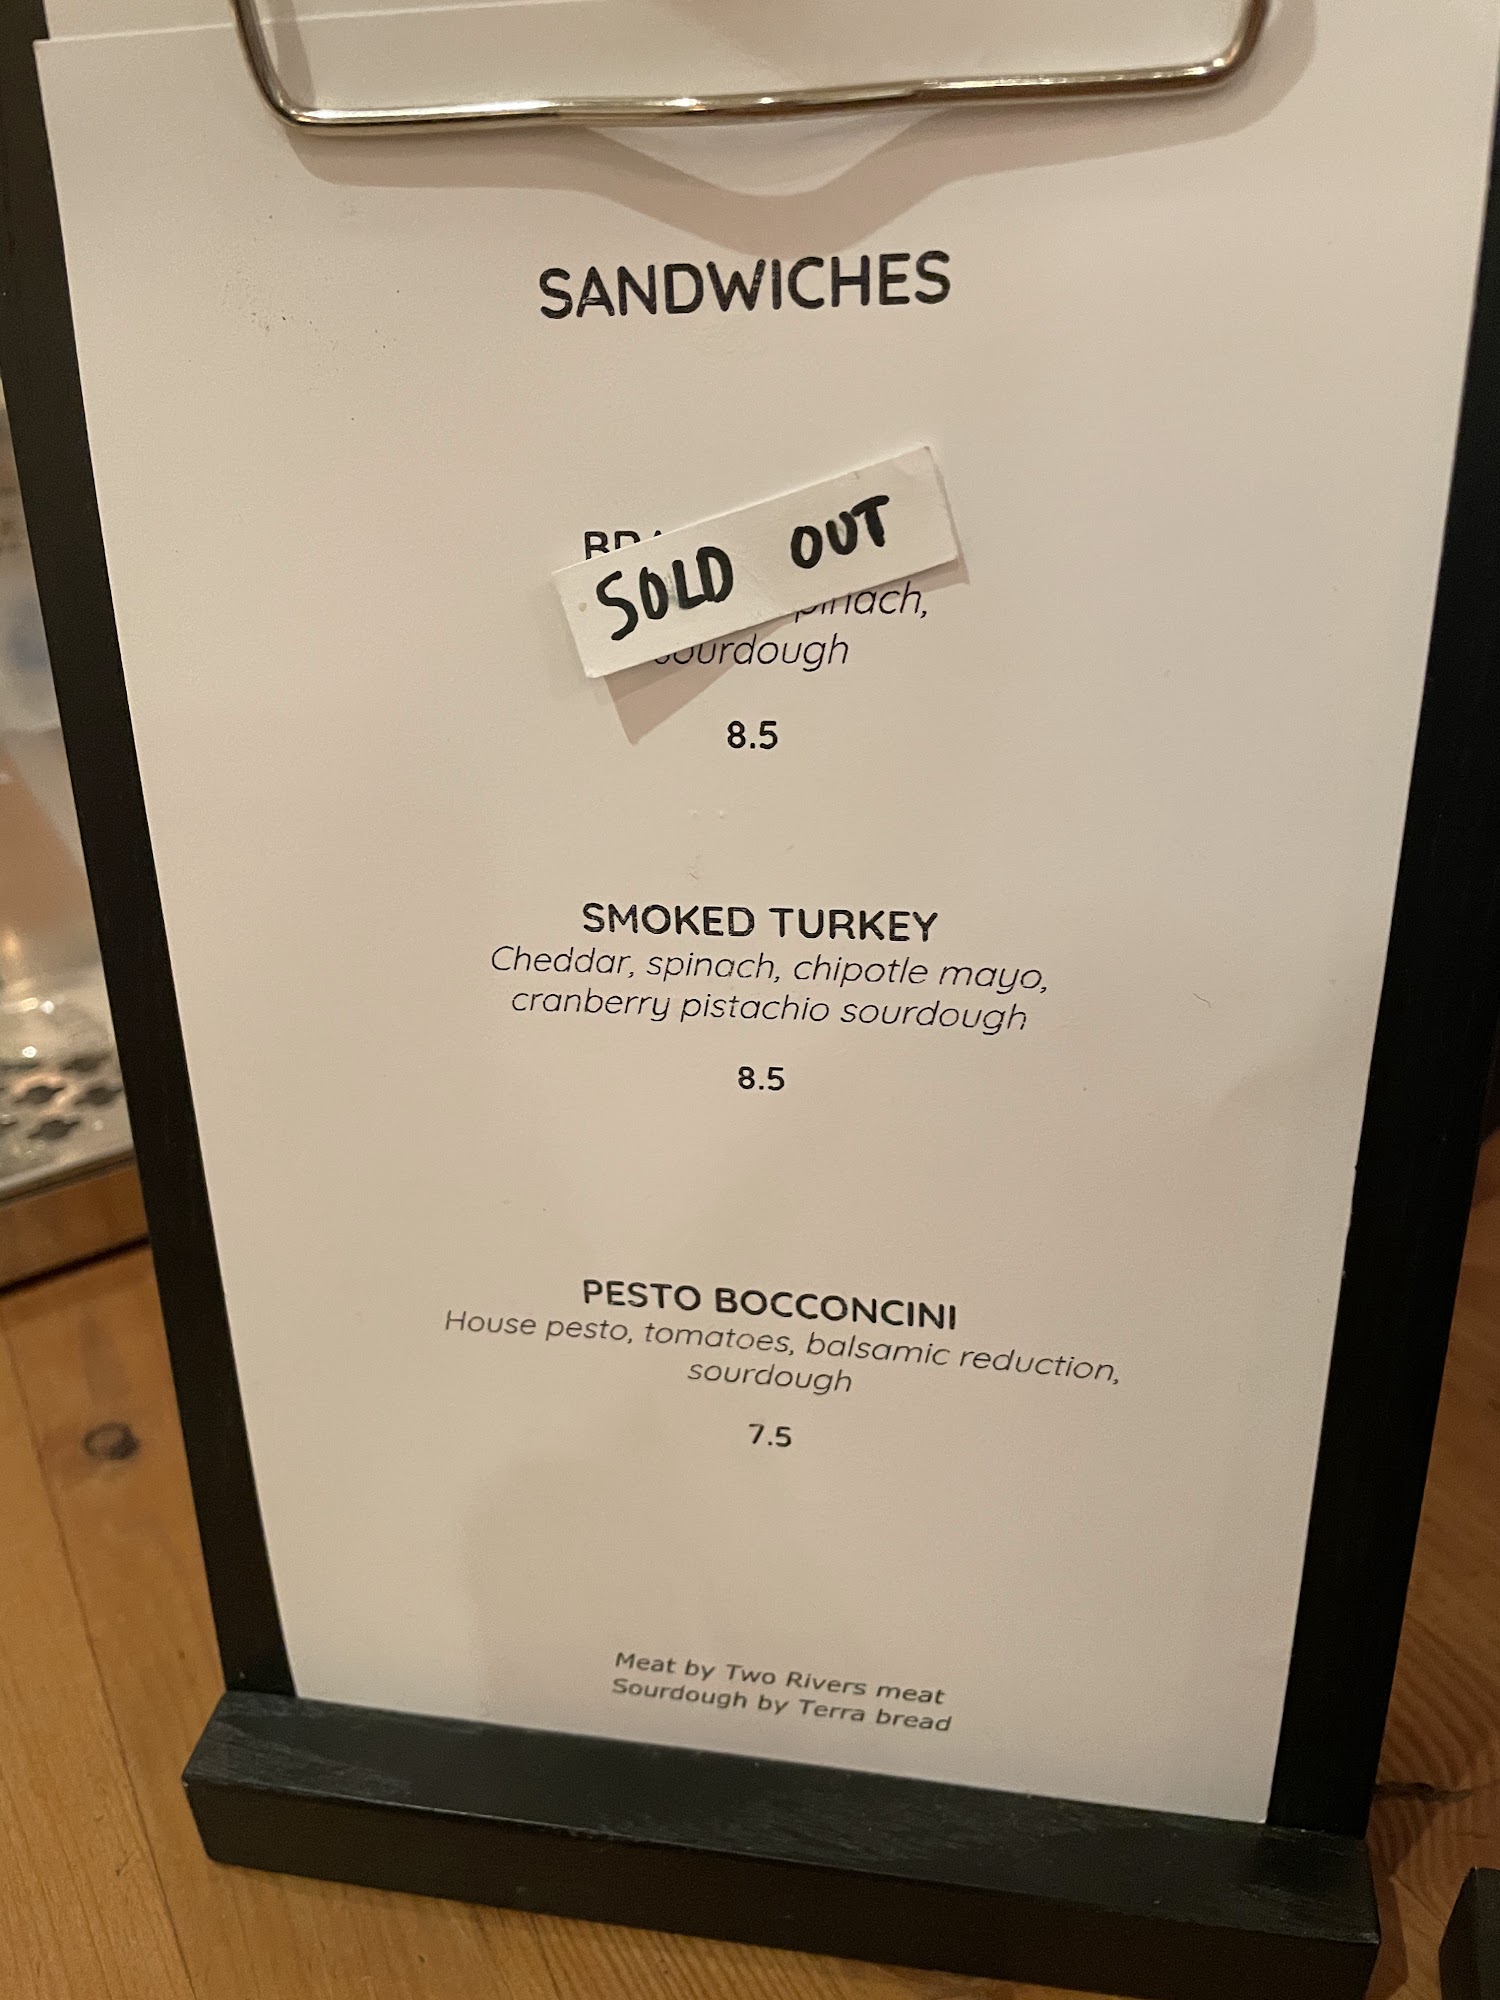 SANDWICHES
SOLD OUT
sourdough
8.5
SMOKED TURKEY
Cheddar, spinach, chipotle mayo,
cranberry pistachio sourdough
8.5
PESTO BOCCONCINI
House pesto, tomatoes, balsamic reduction,
sourdough
7.5
Meat by Two Rivers meat
Sourdough by Terra bread